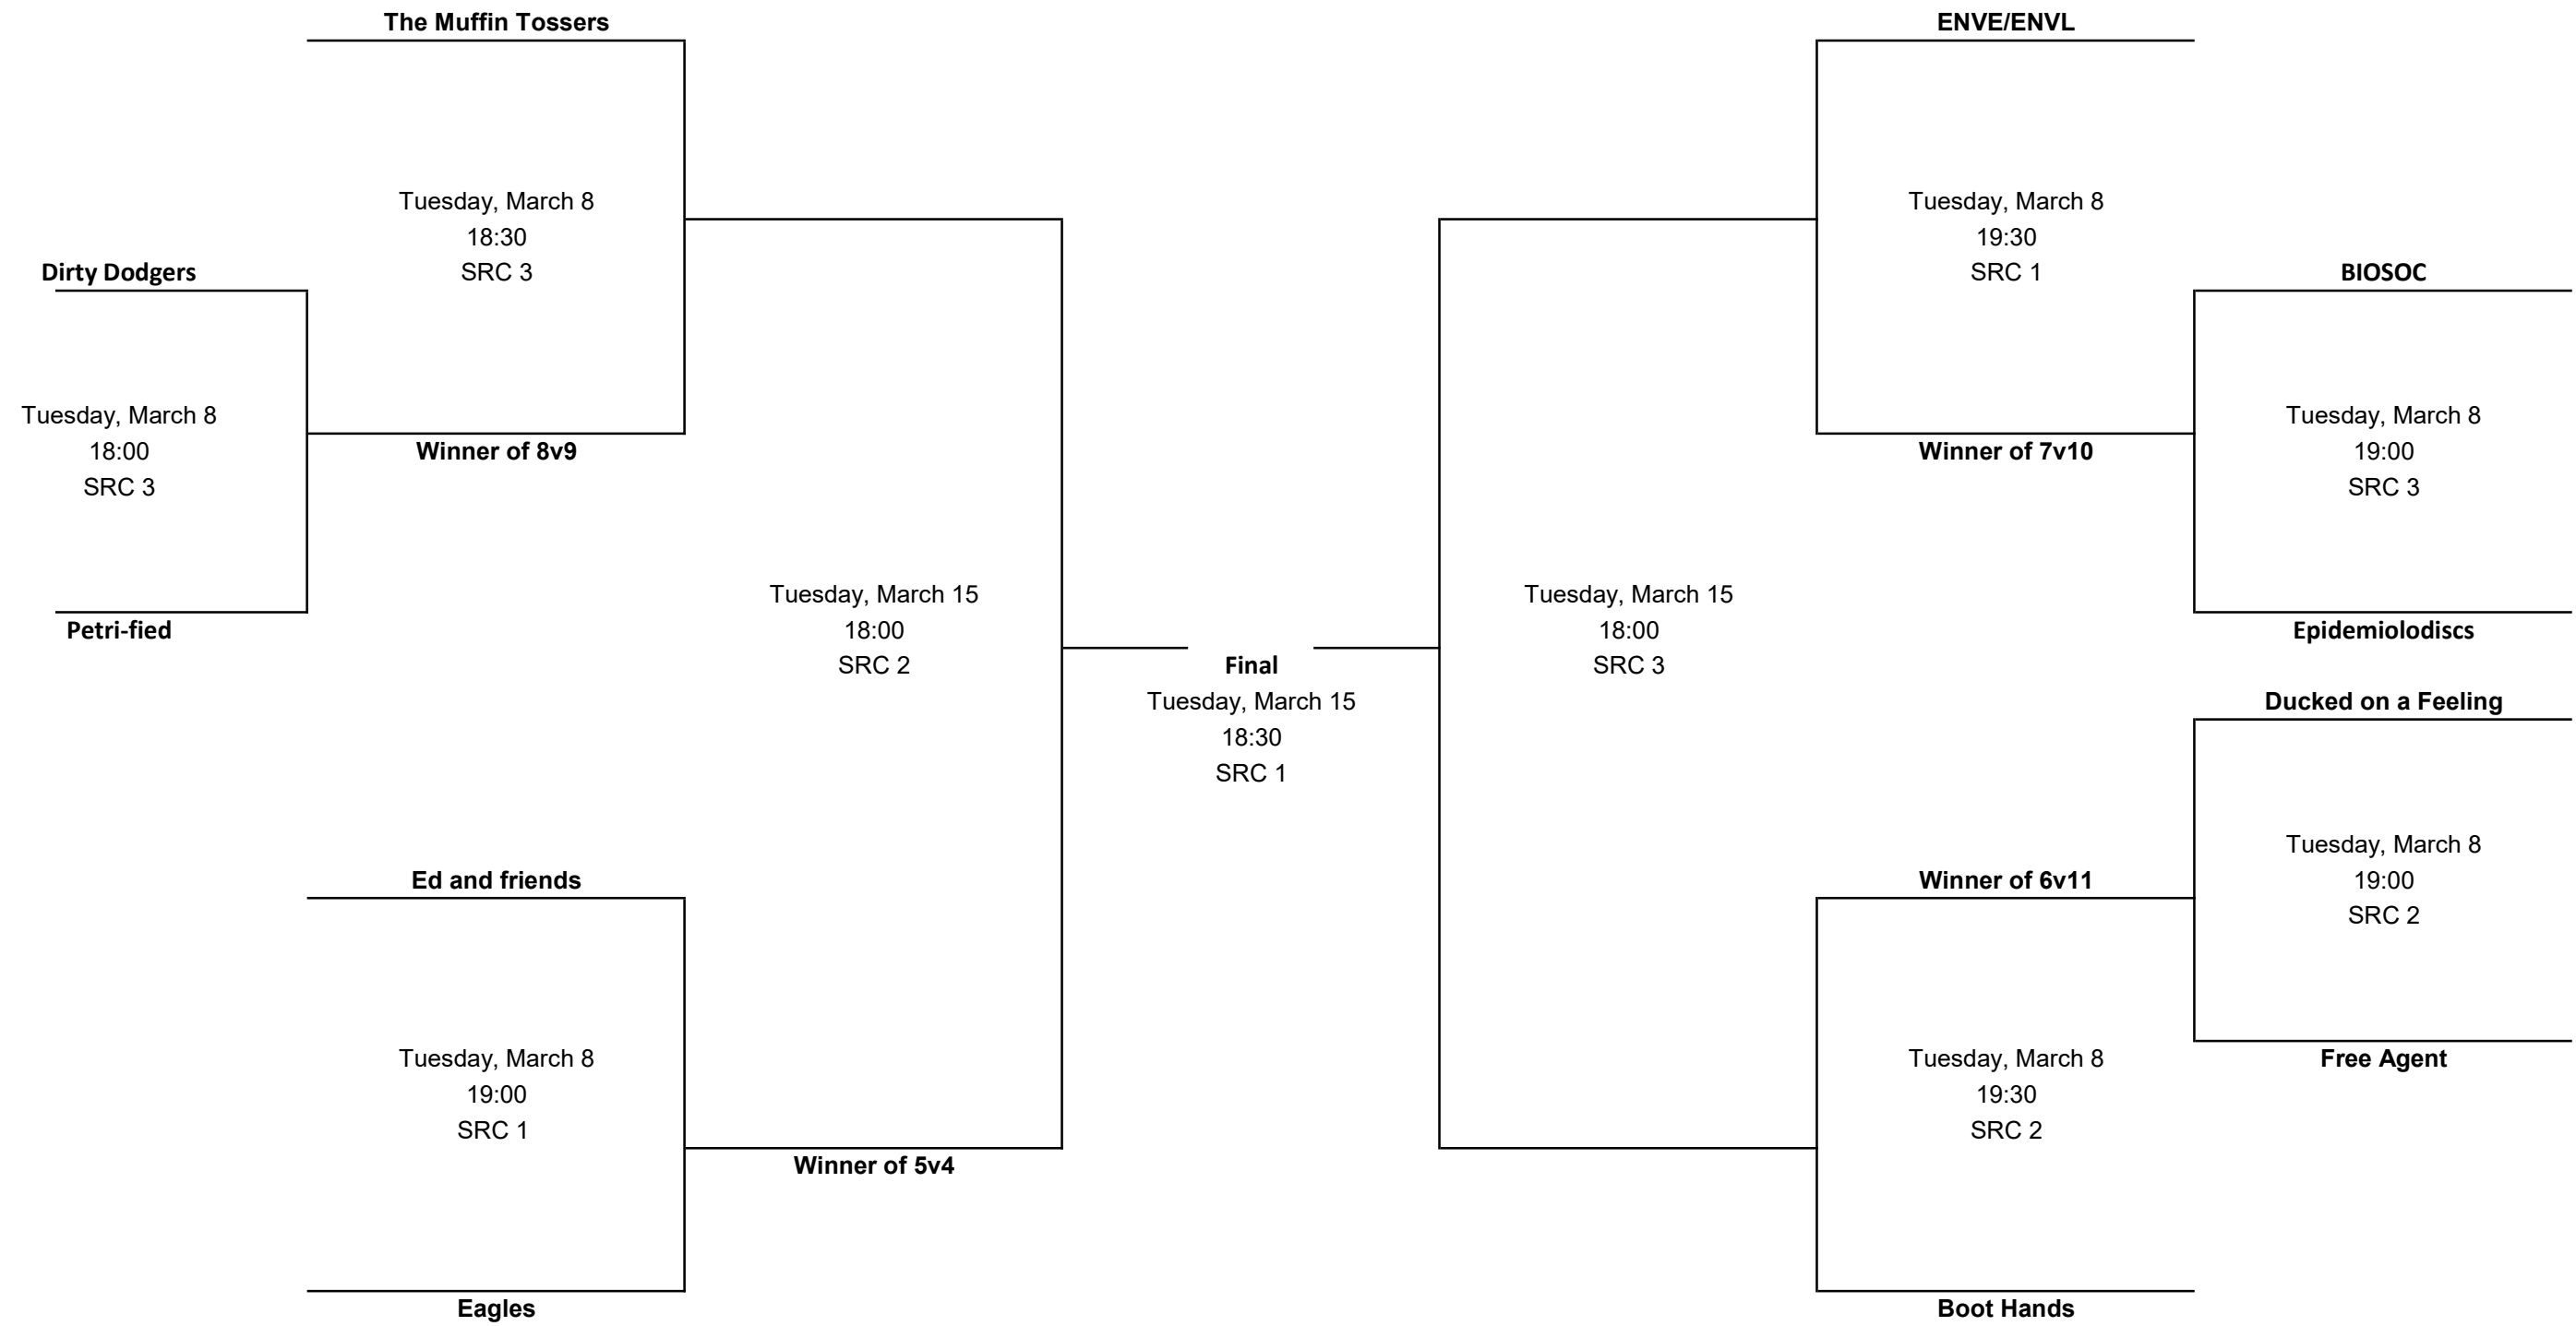 The Muffin Tossers
ENVE/ENVL
Tuesday, March 8
18:30
SRC 3
Tuesday, March 8
19:30
SRC 1
Dirty Dodgers
BIOSOC
Tuesday, March 8
18:00
SRC 3
Winner of 8v9
Winner of 7v10
Tuesday, March 8
19:00
SRC 3
Petri-fied
Tuesday, March 15
18:00
SRC 2
Tuesday, March 15
18:00
SRC 3
Epidemiolodiscs
Final
Tuesday, March 15
18:30
SRC 1
Ducked on a Feeling
Ed and friends
Winner of 6v11
Tuesday, March 8
19:00
SRC 2
Tuesday, March 8
19:00
SRC 1
Tuesday, March 8
19:30
SRC 2
Free Agent
Winner of 5v4
Eagles
Boot Hands